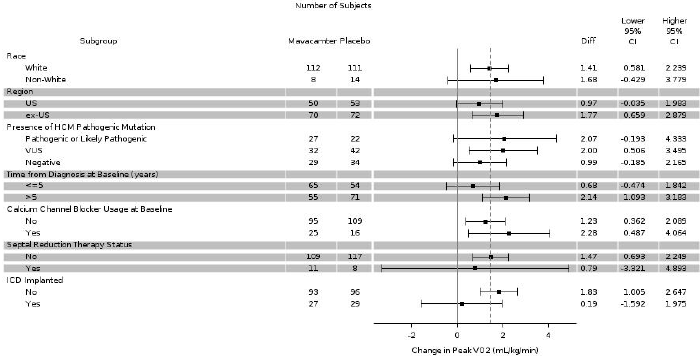 Number of Subjects
Subgroup Mavacamten Placebo Diff Lower 95% CI Higher 95% CI
Race
White 112 111 1.41 0.581 2.239
Non-White 8 14 1.68 -0.429 3.779
Region
US 50 53 0.97 -0.035 1.983
ex-US 70 72 1.77 0.659 2.879
Presence of HCM Pathogenic Mutation
Pathogenic or Likely Pathogenic 27 22 2.07 -0.193 4.333
VUS 32 42 2.00 0.506 3.495
Negative 29 34 0.99 -0.185 2.165
Time from Diagnosis at Baseline (years)
<=5 65 54 0.68 -0.474 1.842
>5 55 71 2.14 1.093 3.183
Calcium Channel Blocker Usage at Baseline
No 95 109 1.23 0.362 2.089
Yes 25 16 2.28 0.487 4.064
Septal Reduction Therapy Status
No 109 117 1.47 0.693 2.249
Yes 11 8 0.79 -3.321 4.893
ICD Implanted
No 93 96 1.83 1.005 2.647
Yes 27 29 0.19 -1.592 1.975
-2 0 2 4
Change in Peak VO2 (mL/kg/min)